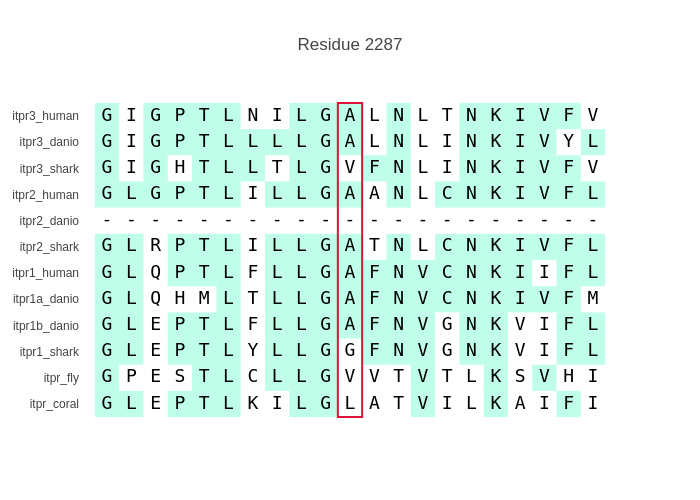 Residue 2287
itpr3_human G I G P T L N I L G A L N L T N K I V F V
itpr3_danio G I G P T L L L L G A L N L I N K I V Y L
itpr3_shark G I G H T L L T L G V F N L I N K I V F V
itpr2_human G L G P T L I L L G A A N L C N K I V F L
itpr2_danio - - - - - - - - - - - - - - - - - - - - -
itpr2_shark G L R P T L I L L G A T N L C N K I V F L
itpr1_human G L Q P T L F L L G A F N V C N K I I F L
itpr1a_danio G L Q H M L T L L G A F N V C N K I V F M
itpr1b_danio G L E P T L F L L G A F N V G N K V I F L
itpr1_shark G L E P T L Y L L G G F N V G N K V I F L
itpr_fly G P E S T L C L L G V V T V T L K S V H I
itpr_coral G L E P T L K I L G L A T V I L K A I F I